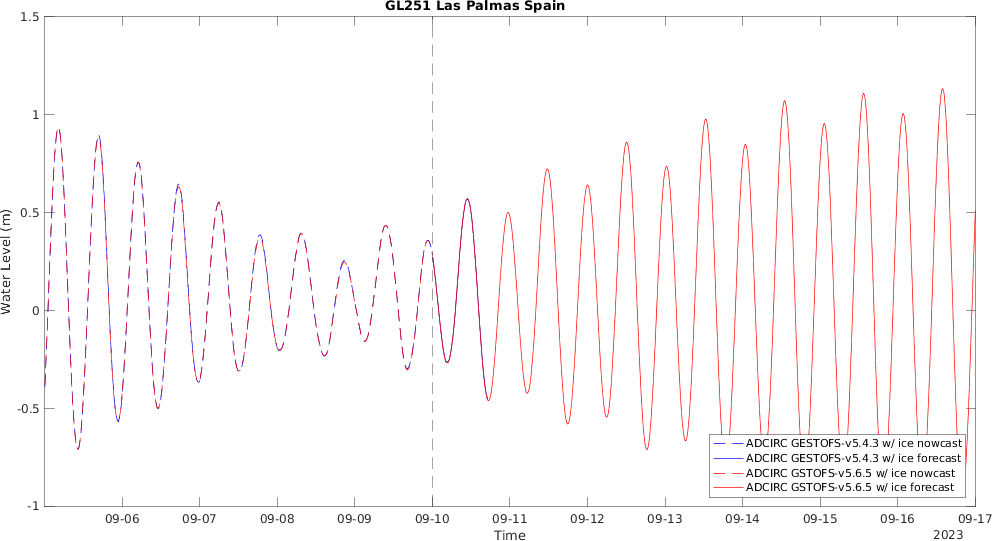 GL251 Las Palmas Spain
Water Level (m)
1.5
1
0.5
0
-0.5
-1
09-06
09-07
09-08
09-09
09-10
09-11
09-12
09-13
09-14
09-15
09-16
09-17
Time
2023
ADCIRC GESTOFS-v5.4.3 w/ ice nowcast
ADCIRC GESTOFS-v5.4.3 w/ ice forecast
ADCIRC GSTOFS-v5.6.5 w/ ice nowcast
ADCIRC GSTOFS-v5.6.5 w/ ice forecast